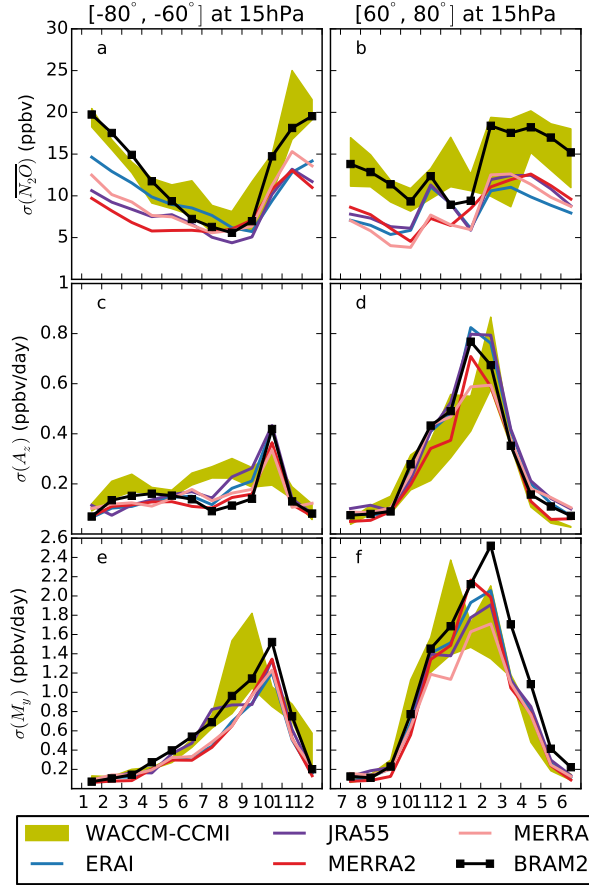 [-80°, -60°] at 15hPa
[60°, 80°] at 15hPa
a
b
σ(N₂O) (ppbv)
30
25
20
15
10
5
1
c
d
σ(A_z) (ppbv/day)
0.8
0.6
0.4
0.2
e
f
σ(M_y) (ppbv/day)
2.6
2.4
2.2
2.0
1.8
1.6
1.4
1.2
1.0
0.8
0.6
0.4
0.2
1 2 3 4 5 6 7 8 9 10 11 12
7 8 9 10 11 12 1 2 3 4 5 6
WACCM-CCMI
JRA55
MERRA
ERAI
MERRA2
BRAM2